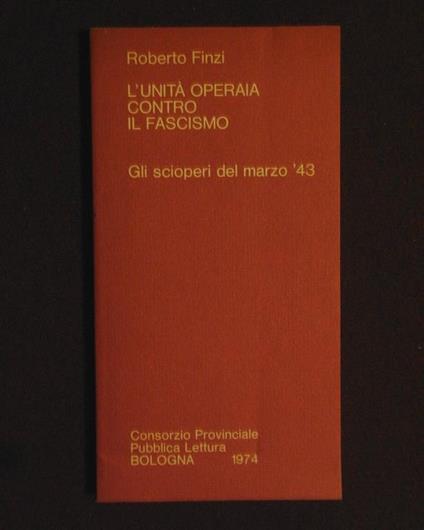 Roberto Finzi
L'UNITÀ OPERAIA
CONTRO
IL FASCISMO
Gli scioperi del marzo '43
Consorzio Provinciale
Pubblica Lettura
BOLOGNA 1974